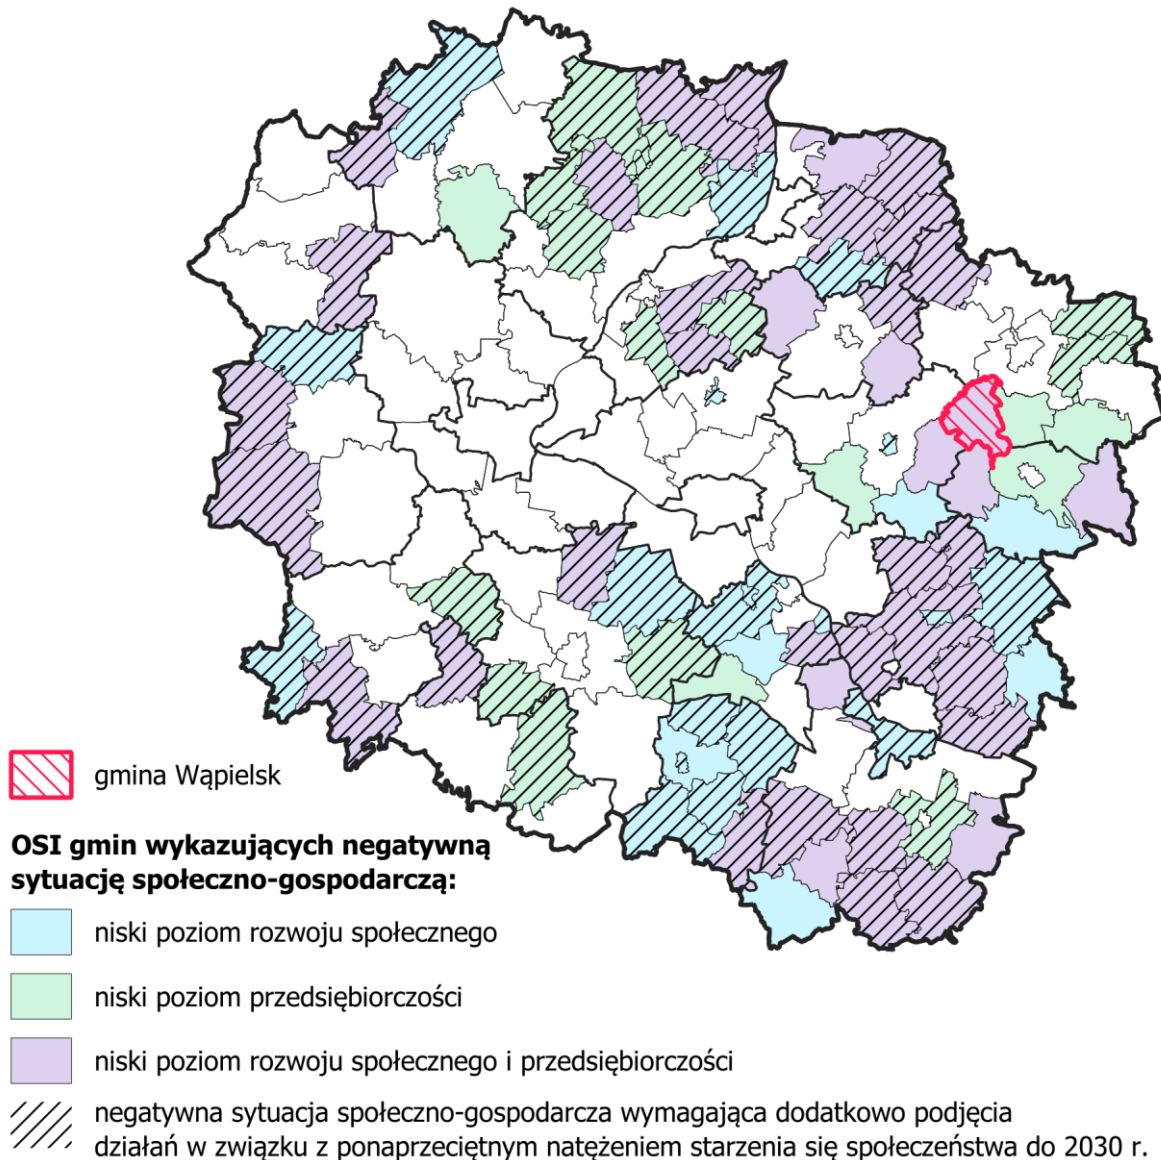 gmina Wąpielsk
OSI gmin wykazujących negatywną
sytuację społeczno-gospodarczą:
niski poziom rozwoju społecznego
niski poziom przedsiębiorczości
niski poziom rozwoju społecznego i przedsiębiorczości
negatywna sytuacja społeczno-gospodarcza wymagająca dodatkowo podjęcia
działań w związku z ponaprzeciętnym natężeniem starzenia się społeczeństwa do 2030 r.